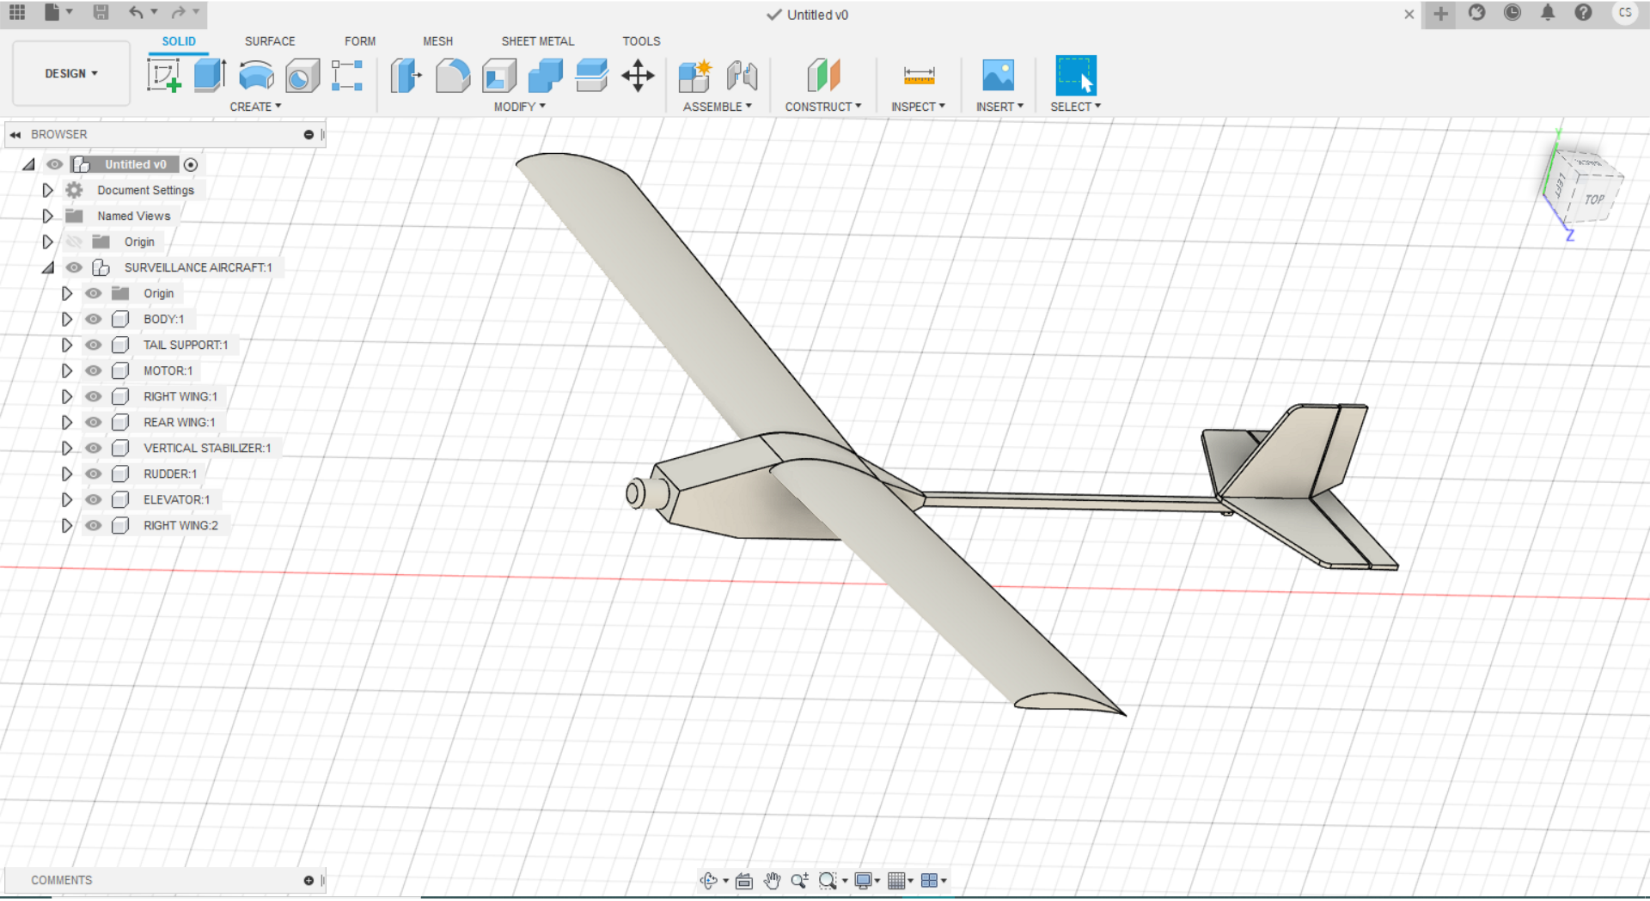 Untitled v0
CS
SOLID SURFACE FORM MESH SHEET METAL TOOLS
DESIGN
CREATE MODIFY ASSEMBLE CONSTRUCT INSPECT INSERT SELECT
BROWSER
Untitled v0
Document Settings
Named Views
Origin
SURVEILLANCE AIRCRAFT:1
Origin
BODY:1
TAIL SUPPORT:1
MOTOR:1
RIGHT WING:1
REAR WING:1
VERTICAL STABILIZER:1
RUDDER:1
ELEVATOR:1
RIGHT WING:2
Y
BACK
LEFT
TOP
Z
COMMENTS